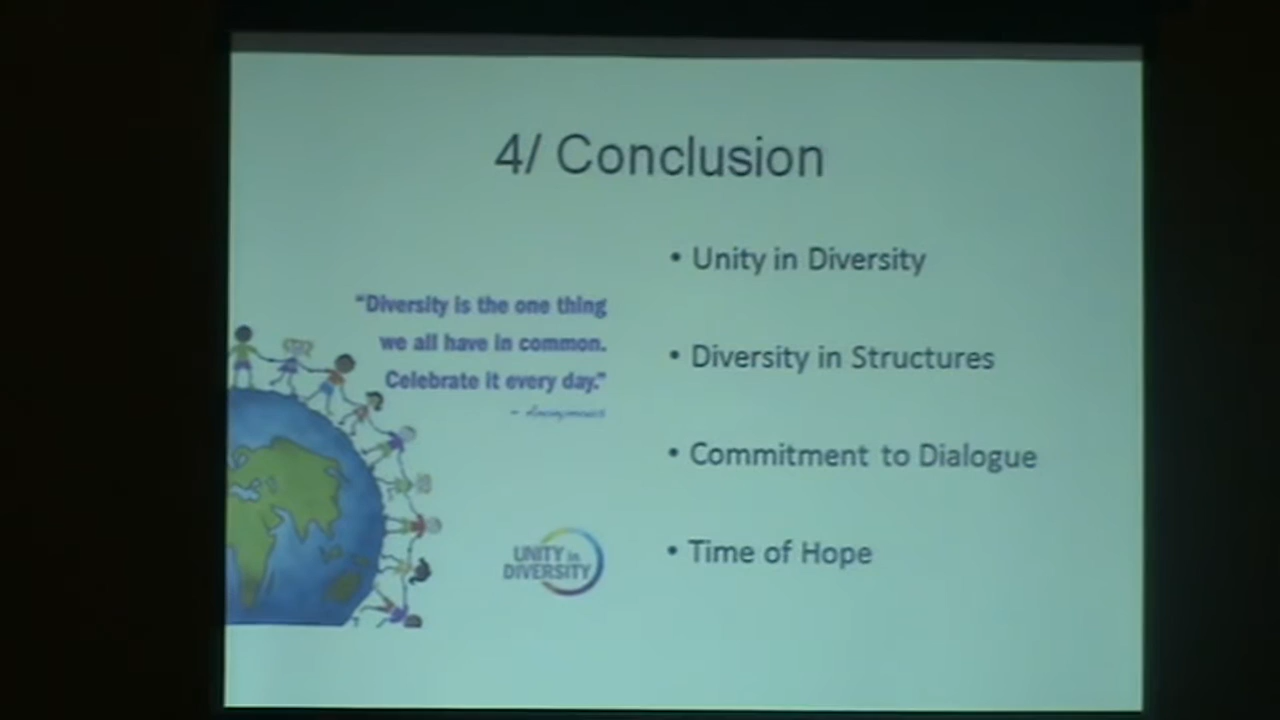 4/ Conclusion
"Diversity is the one thing
we all have in common.
Celebrate it every day."
- Anonymous
UNITY in
DIVERSITY
• Unity in Diversity
• Diversity in Structures
• Commitment to Dialogue
• Time of Hope